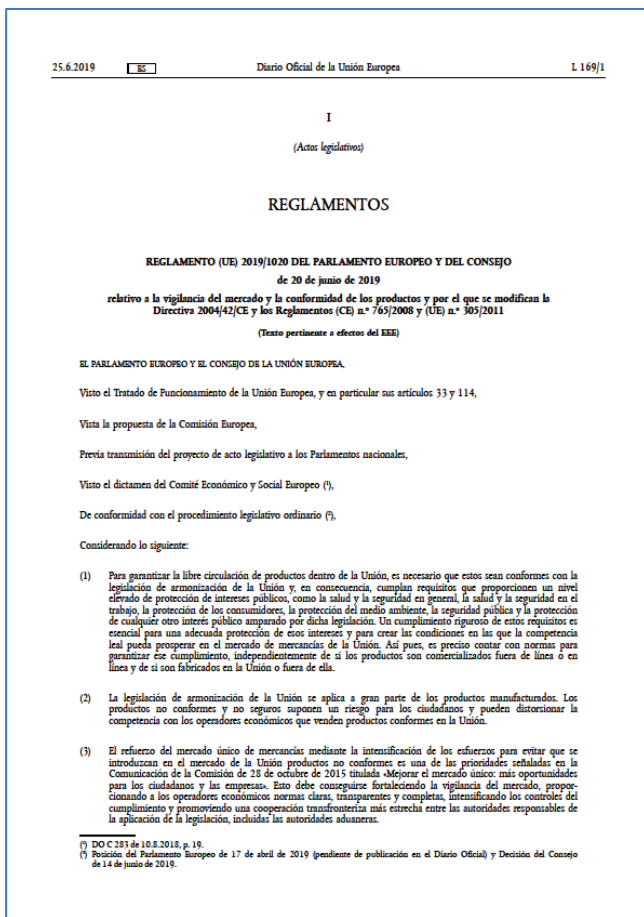 25.6.2019 ES Diario Oficial de la Unión Europea L 169/1
I
(Actos legislativos)
REGLAMENTOS
REGLAMENTO (UE) 2019/1020 DEL PARLAMENTO EUROPEO Y DEL CONSEJO
de 20 de junio de 2019
relativo a la vigilancia del mercado y la conformidad de los productos y por el que se modifican la
Directiva 2004/42/CE y los Reglamentos (CE) n.º 765/2008 y (UE) n.º 305/2011
(Texto pertinente a efectos del EEE)
EL PARLAMENTO EUROPEO Y EL CONSEJO DE LA UNIÓN EUROPEA,
Visto el Tratado de Funcionamiento de la Unión Europea, y en particular sus artículos 33 y 114,
Vista la propuesta de la Comisión Europea,
Previa transmisión del proyecto de acto legislativo a los Parlamentos nacionales,
Visto el dictamen del Comité Económico y Social Europeo (¹),
De conformidad con el procedimiento legislativo ordinario (²),
Considerando lo siguiente:
(1) Para garantizar la libre circulación de productos dentro de la Unión, es necesario que estos sean conformes con la
legislación de armonización de la Unión y, en consecuencia, cumplan requisitos que proporcionen un nivel
elevado de protección de intereses públicos, como la salud y la seguridad en general, la salud y la seguridad en el
trabajo, la protección de los consumidores, la protección del medio ambiente, la seguridad pública y la protección
de cualquier otro interés público amparado por dicha legislación. Un cumplimiento riguroso de estos requisitos es
esencial para una adecuada protección de esos intereses y para crear las condiciones en las que la competencia
leal pueda prosperar en el mercado de mercancías de la Unión. Así pues, es preciso contar con normas para
garantizar ese cumplimiento, independientemente de si los productos son comercializados fuera de línea o en
línea y de si son fabricados en la Unión o fuera de ella.
(2) La legislación de armonización de la Unión se aplica a gran parte de los productos manufacturados. Los
productos no conformes y no seguros suponen un riesgo para los ciudadanos y pueden distorsionar la
competencia con los operadores económicos que venden productos conformes en la Unión.
(3) El refuerzo del mercado único de mercancías mediante la intensificación de los esfuerzos para evitar que se
introduzcan en el mercado de la Unión productos no conformes es una de las prioridades señaladas en la
Comunicación de la Comisión de 28 de octubre de 2015 titulada «Mejorar el mercado único: más oportunidades
para los ciudadanos y las empresas». Esto debe conseguirse fortaleciendo la vigilancia del mercado, propor-
cionando a los operadores económicos normas claras, transparentes y completas, intensificando los controles del
cumplimiento y promoviendo una cooperación transfronteriza más estrecha entre las autoridades responsables de
la aplicación de la legislación, incluidas las autoridades aduaneras.
(¹) DO C 283 de 10.8.2018, p. 19.
(²) Posición del Parlamento Europeo de 17 de abril de 2019 (pendiente de publicación en el Diario Oficial) y Decisión del Consejo
de 14 de junio de 2019.